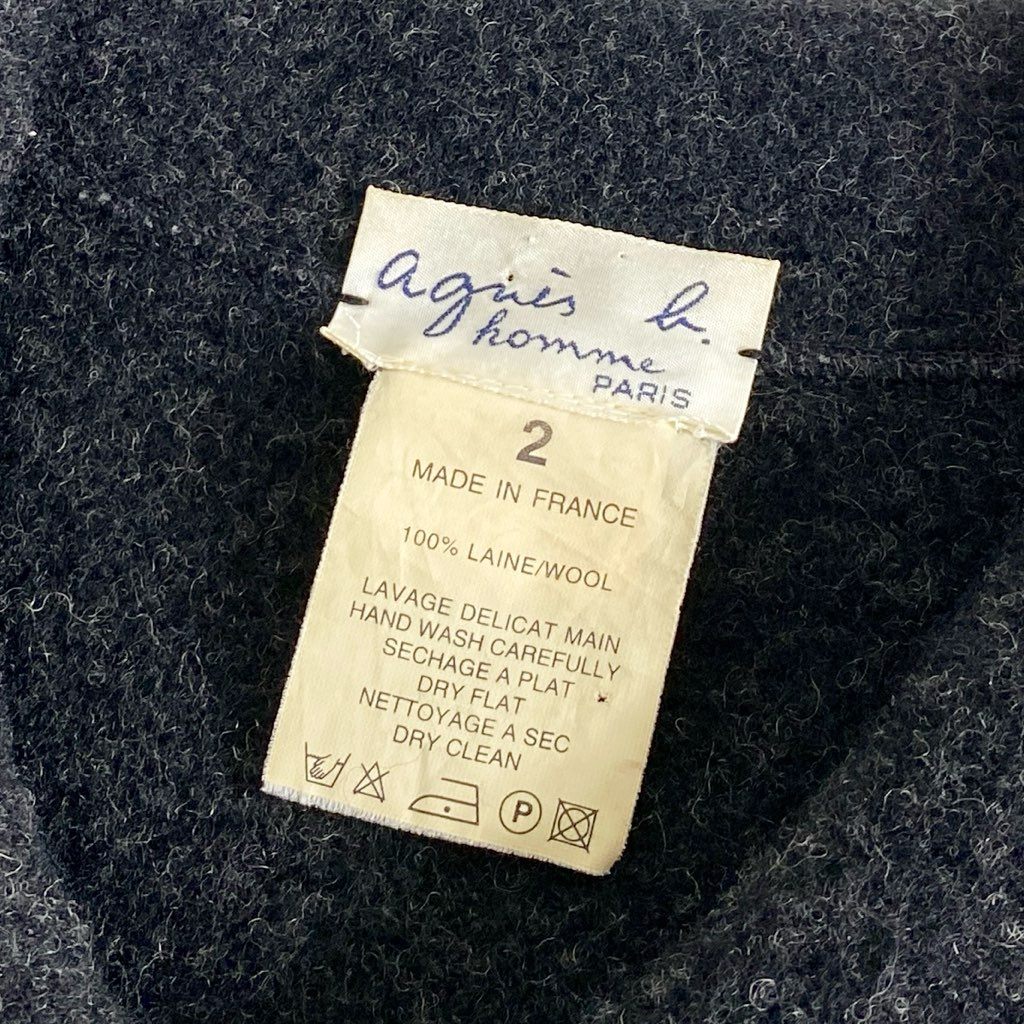 agnès b.
homme
PARIS
2
MADE IN FRANCE
100% LAINE/WOOL
LAVAGE DELICAT MAIN
HAND WASH CAREFULLY
SECHAGE A PLAT
DRY FLAT
NETTOYAGE A SEC
DRY CLEAN
P